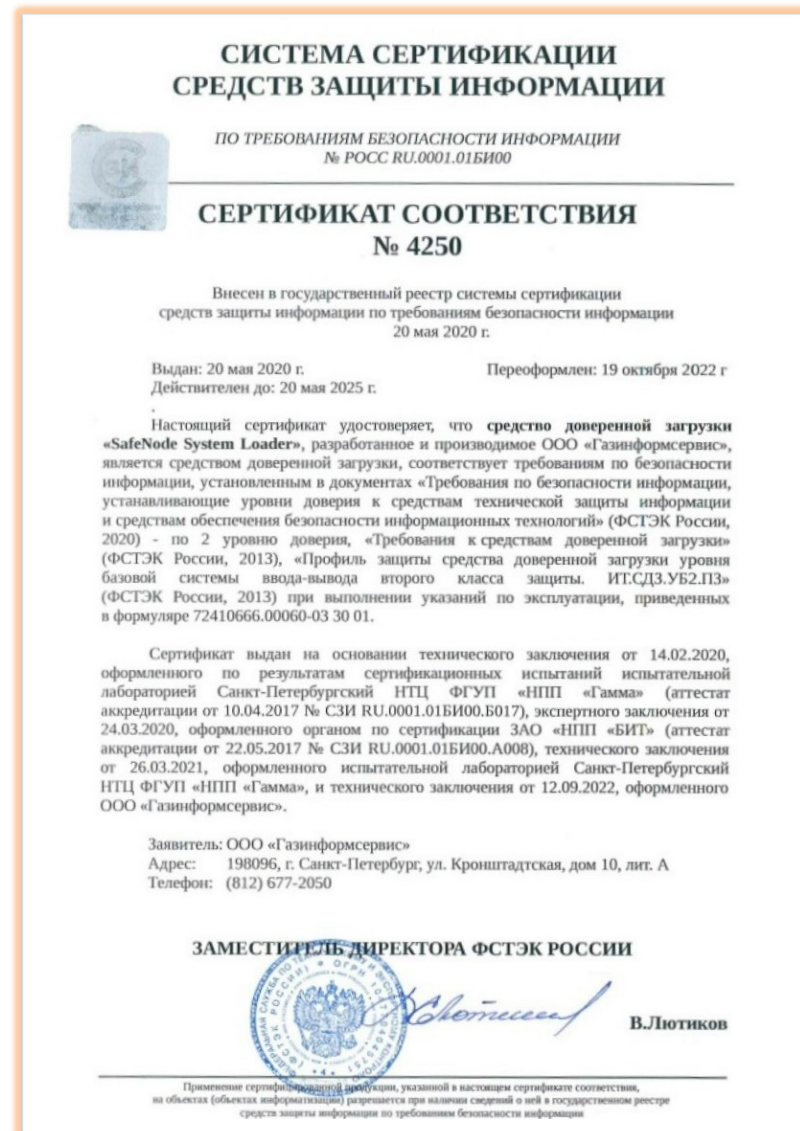 СИСТЕМА СЕРТИФИКАЦИИ
СРЕДСТВ ЗАЩИТЫ ИНФОРМАЦИИ
ПО ТРЕБОВАНИЯМ БЕЗОПАСНОСТИ ИНФОРМАЦИИ
№ РОСС RU.0001.01БИ00
СЕРТИФИКАТ СООТВЕТСТВИЯ
№ 4250
Внесен в государственный реестр системы сертификации
средств защиты информации по требованиям безопасности информации
20 мая 2020 г.
Выдан: 20 мая 2020 г. Переоформлен: 19 октября 2022 г
Действителен до: 20 мая 2025 г.
.
Настоящий сертификат удостоверяет, что средство доверенной загрузки
«SafeNode System Loader», разработанное и производимое ООО «Газинформсервис»,
является средством доверенной загрузки, соответствует требованиям по безопасности
информации, установленным в документах «Требования по безопасности информации,
устанавливающие уровни доверия к средствам технической защиты информации
и средствам обеспечения безопасности информационных технологий» (ФСТЭК России,
2020) - по 2 уровню доверия, «Требования к средствам доверенной загрузки»
(ФСТЭК России, 2013), «Профиль защиты средства доверенной загрузки уровня
базовой системы ввода-вывода второго класса защиты. ИТ.СДЗ.УБ2.ПЗ»
(ФСТЭК России, 2013) при выполнении указаний по эксплуатации, приведенных
в формуляре 72410666.00060-03 30 01.
Сертификат выдан на основании технического заключения от 14.02.2020,
оформленного по результатам сертификационных испытаний испытательной
лабораторией Санкт-Петербургский НТЦ ФГУП «НПП «Гамма» (аттестат
аккредитации от 10.04.2017 № СЗИ RU.0001.01БИ00.Б017), экспертного заключения от
24.03.2020, оформленного органом по сертификации ЗАО «НПП «БИТ» (аттестат
аккредитации от 22.05.2017 № СЗИ RU.0001.01БИ00.А008), технического заключения
от 26.03.2021, оформленного испытательной лабораторией Санкт-Петербургский
НТЦ ФГУП «НПП «Гамма», и технического заключения от 12.09.2022, оформленного
ООО «Газинформсервис».
Заявитель: ООО «Газинформсервис»
Адрес: 198096, г. Санкт-Петербург, ул. Кронштадтская, дом 10, лит. А
Телефон: (812) 677-2050
ЗАМЕСТИТЕЛЬ ДИРЕКТОРА ФСТЭК РОССИИ
В.Лютиков
Применение сертифицированной продукции, указанной в настоящем сертификате соответствия,
на объектах (объектах информатизации) разрешается при наличии сведений о ней в государственном реестре
средств защиты информации по требованиям безопасности информации